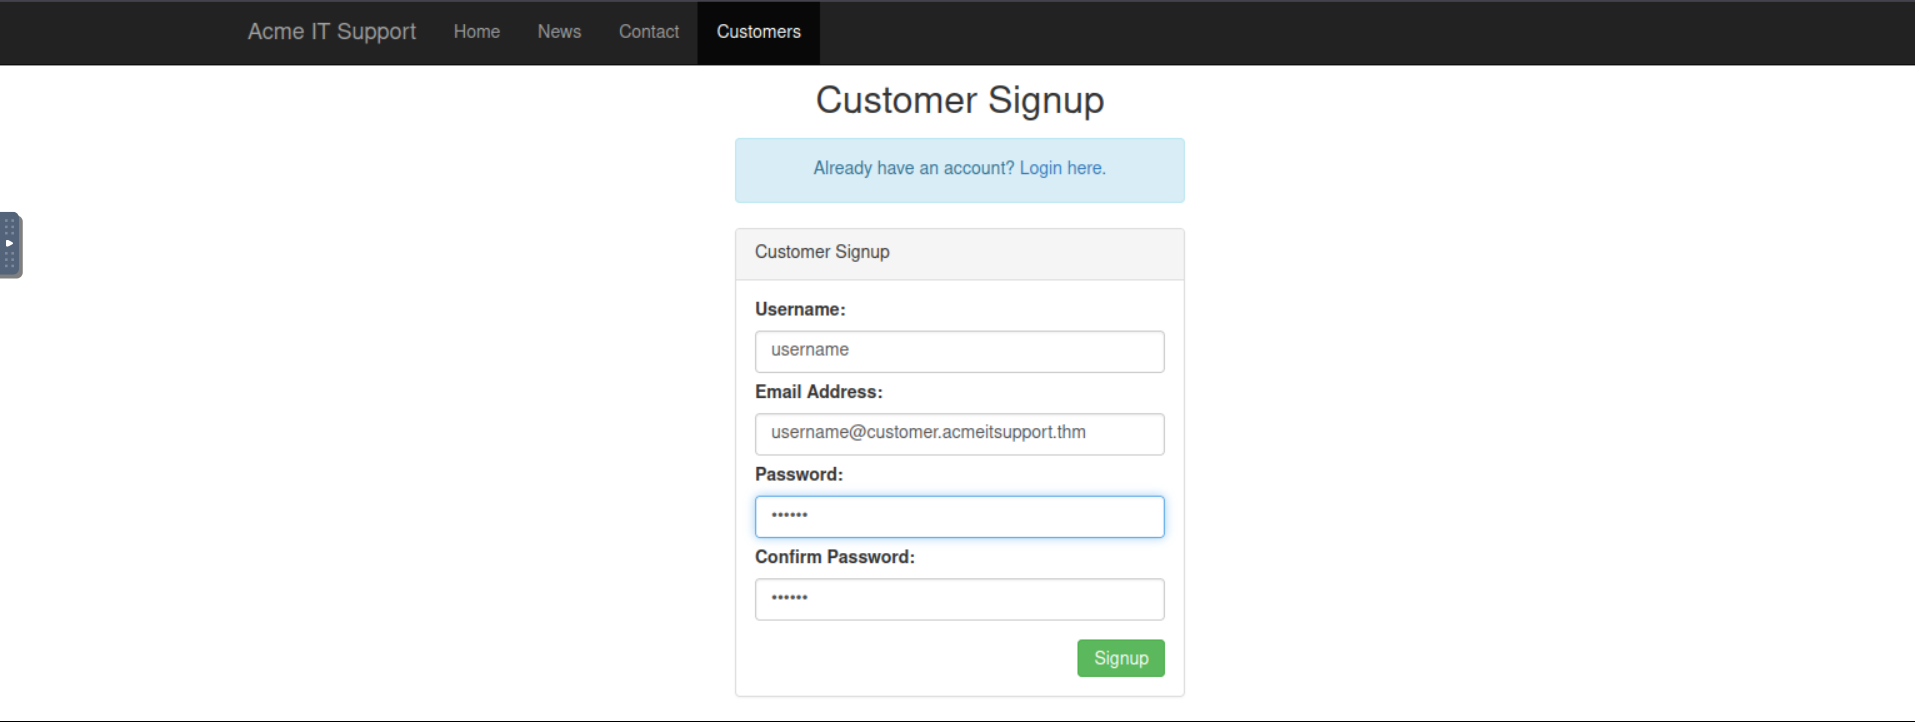 Acme IT Support Home News Contact Customers
Customer Signup
Already have an account? Login here.
Customer Signup
Username:
username
Email Address:
username@customer.acmeitsupport.thm
Password:
••••••
Confirm Password:
••••••
Signup